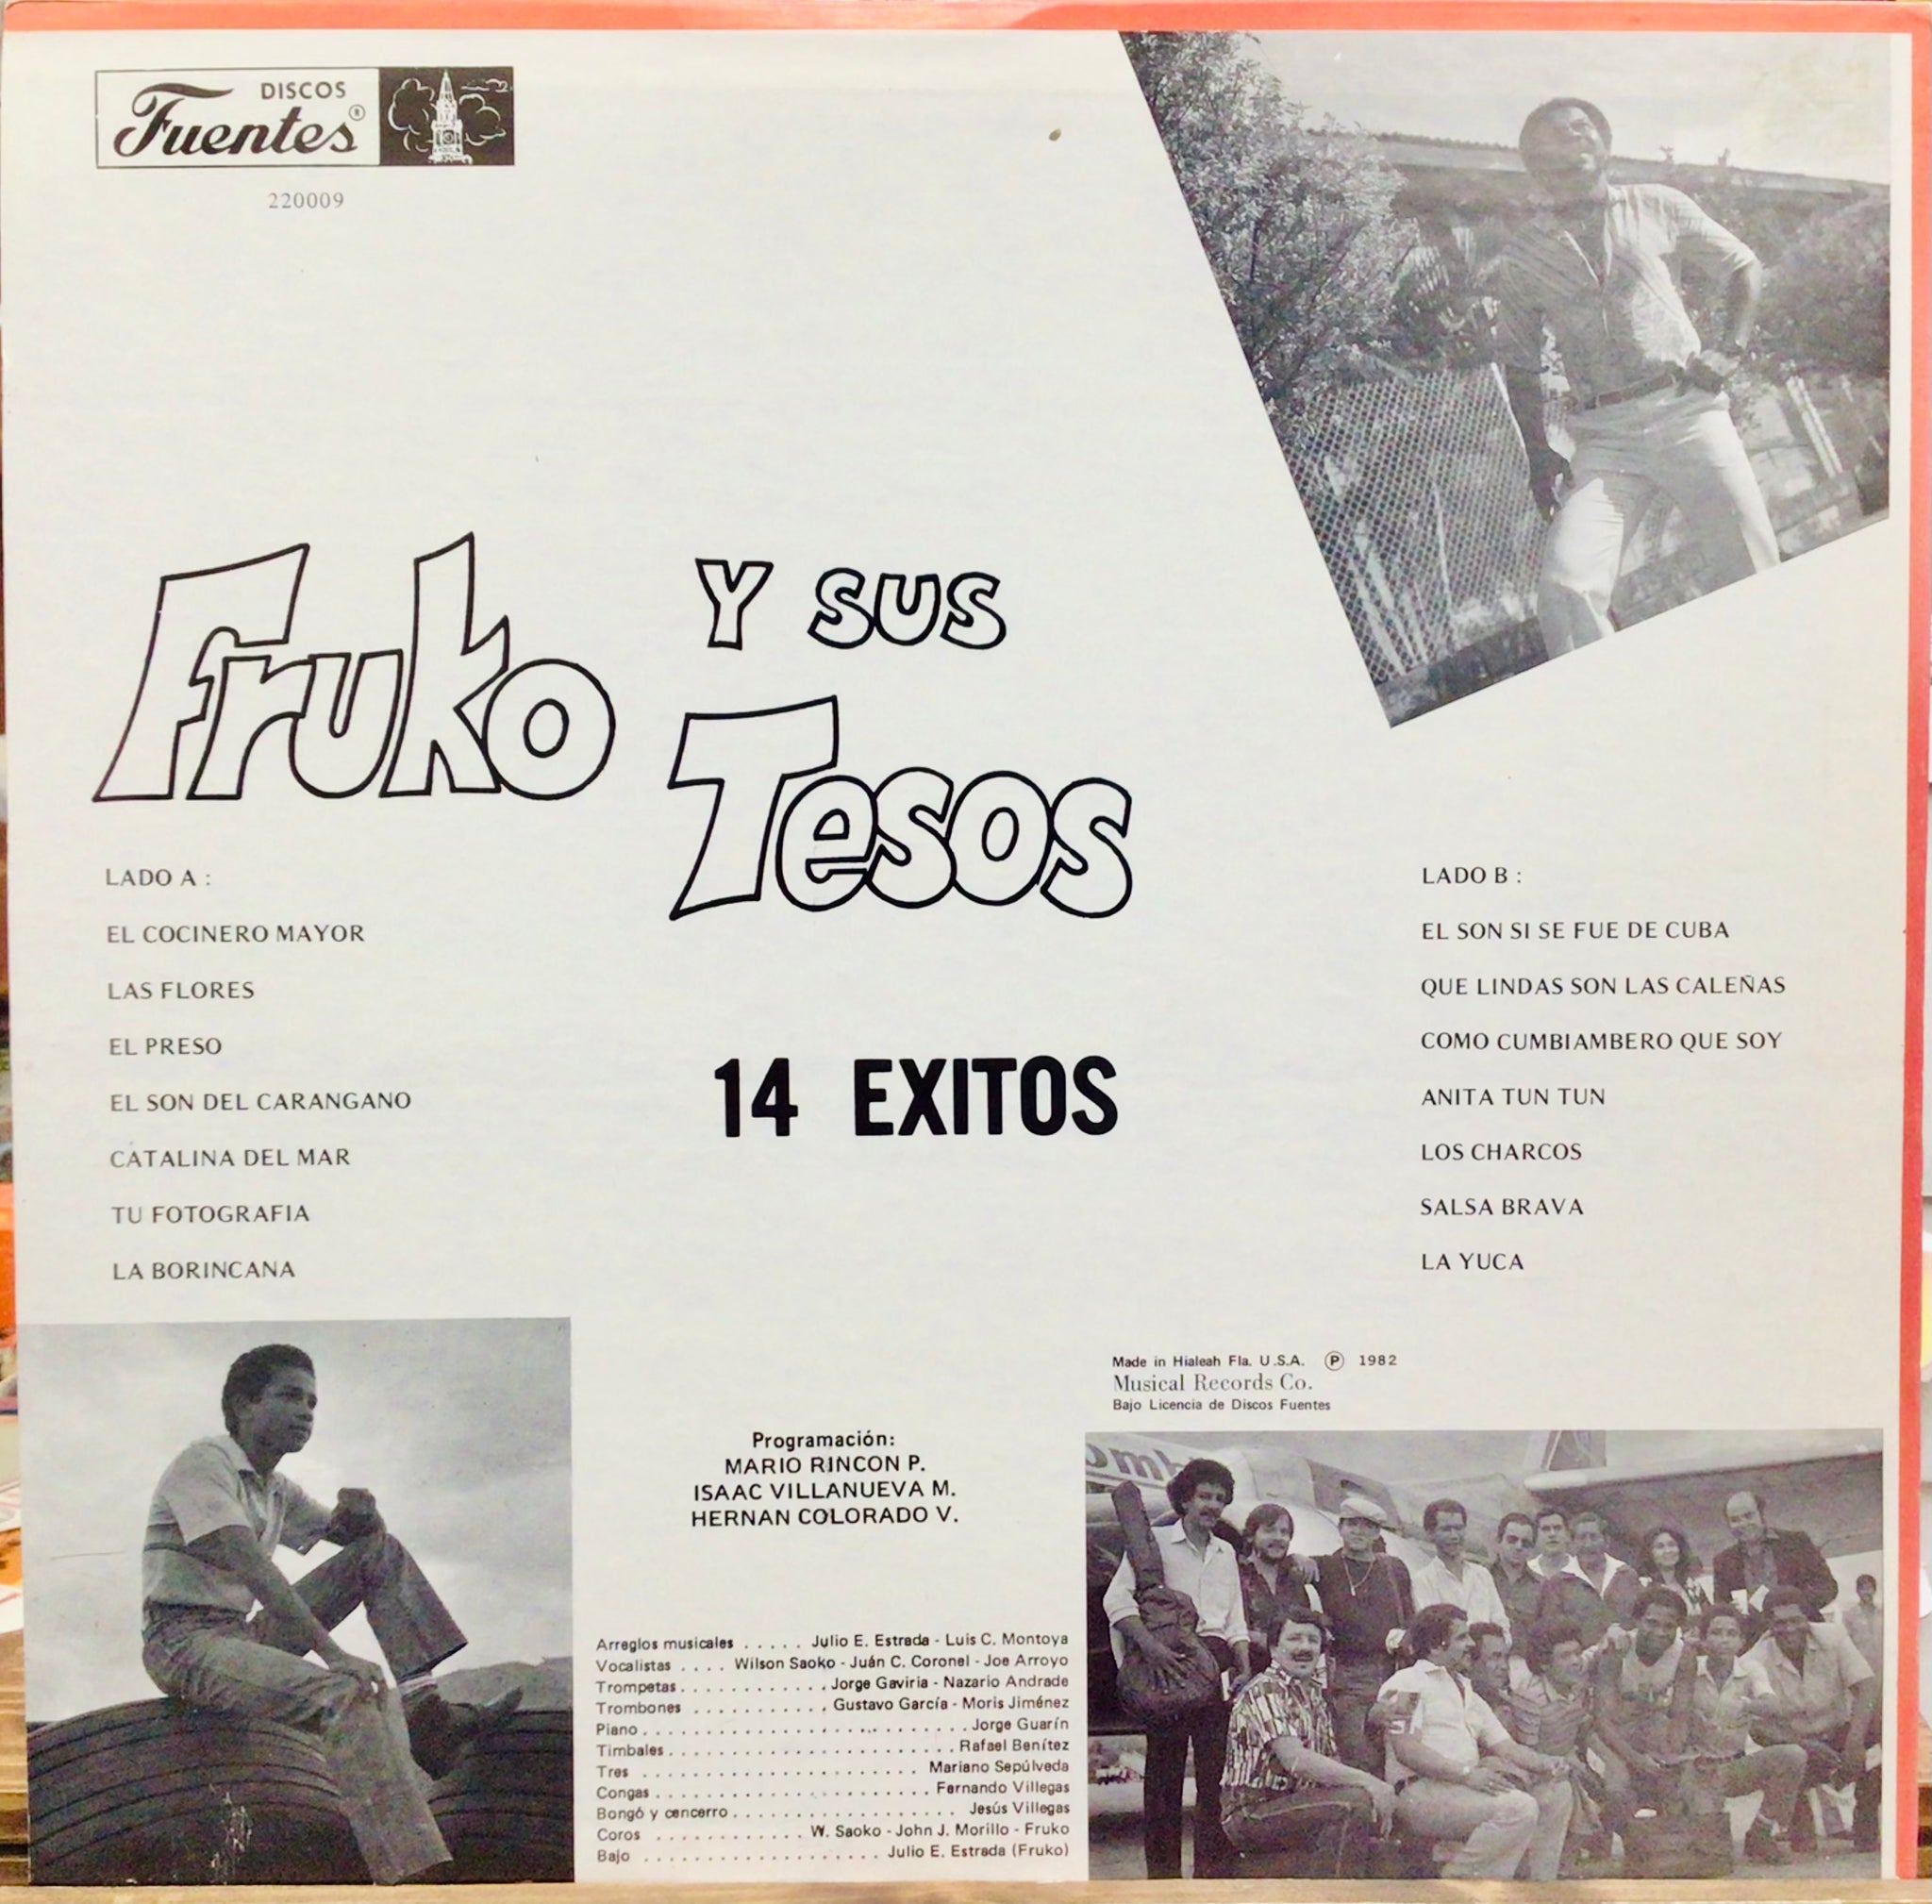 DISCOS
Fuentes®
220009
Fruko Y SUS
Tesos
14 EXITOS
LADO A :
EL COCINERO MAYOR
LAS FLORES
EL PRESO
EL SON DEL CARANGANO
CATALINA DEL MAR
TU FOTOGRAFIA
LA BORINCANA
LADO B :
EL SON SI SE FUE DE CUBA
QUE LINDAS SON LAS CALEÑAS
COMO CUMBIAMBERO QUE SOY
ANITA TUN TUN
LOS CHARCOS
SALSA BRAVA
LA YUCA
Made in Hialeah Fla. U.S.A. Ⓟ 1982
Musical Records Co.
Bajo Licencia de Discos Fuentes
Programación:
MARIO RINCON P.
ISAAC VILLANUEVA M.
HERNAN COLORADO V.
Arreglos musicales ..... Julio E. Estrada - Luis C. Montoya
Vocalistas .... Wilson Saoko - Juán C. Coronel - Joe Arroyo
Trompetas ............ Jorge Gaviria - Nazario Andrade
Trombones ........... Gustavo García - Moris Jiménez
Piano ........................... Jorge Guarín
Timbales ........................ Rafael Benítez
Tres ....................... Mariano Sepúlveda
Congas ....................... Fernando Villegas
Bongó y cencerro ................... Jesús Villegas
Coros ............ W. Saoko - John J. Morillo - Fruko
Bajo .................... Julio E. Estrada (Fruko)